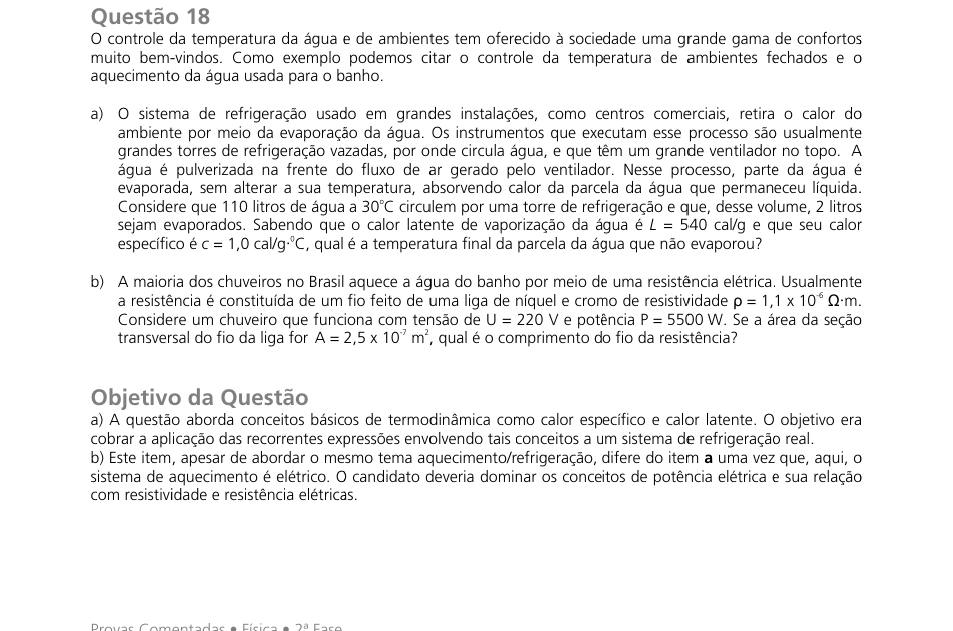 Questão 18
O controle da temperatura da água e de ambientes tem oferecido à sociedade uma grande gama de confortos
muito bem-vindos. Como exemplo podemos citar o controle da temperatura de ambientes fechados e o
aquecimento da água usada para o banho.
a) O sistema de refrigeração usado em grandes instalações, como centros comerciais, retira o calor do
ambiente por meio da evaporação da água. Os instrumentos que executam esse processo são usualmente
grandes torres de refrigeração vazadas, por onde circula água, e que têm um grande ventilador no topo. A
água é pulverizada na frente do fluxo de ar gerado pelo ventilador. Nesse processo, parte da água é
evaporada, sem alterar a sua temperatura, absorvendo calor da parcela da água que permaneceu líquida.
Considere que 110 litros de água a 30°C circulem por uma torre de refrigeração e que, desse volume, 2 litros
sejam evaporados. Sabendo que o calor latente de vaporização da água é L = 540 cal/g e que seu calor
específico é c = 1,0 cal/g·°C, qual é a temperatura final da parcela da água que não evaporou?
b) A maioria dos chuveiros no Brasil aquece a água do banho por meio de uma resistência elétrica. Usualmente
a resistência é constituída de um fio feito de uma liga de níquel e cromo de resistividade ρ = 1,1 x 10⁻⁶ Ω·m.
Considere um chuveiro que funciona com tensão de U = 220 V e potência P = 5500 W. Se a área da seção
transversal do fio da liga for A = 2,5 x 10⁻⁷ m², qual é o comprimento do fio da resistência?
Objetivo da Questão
a) A questão aborda conceitos básicos de termodinâmica como calor específico e calor latente. O objetivo era
cobrar a aplicação das recorrentes expressões envolvendo tais conceitos a um sistema de refrigeração real.
b) Este item, apesar de abordar o mesmo tema aquecimento/refrigeração, difere do item a uma vez que, aqui, o
sistema de aquecimento é elétrico. O candidato deveria dominar os conceitos de potência elétrica e sua relação
com resistividade e resistência elétricas.
Provas Comentadas • Física • 2ª Fase